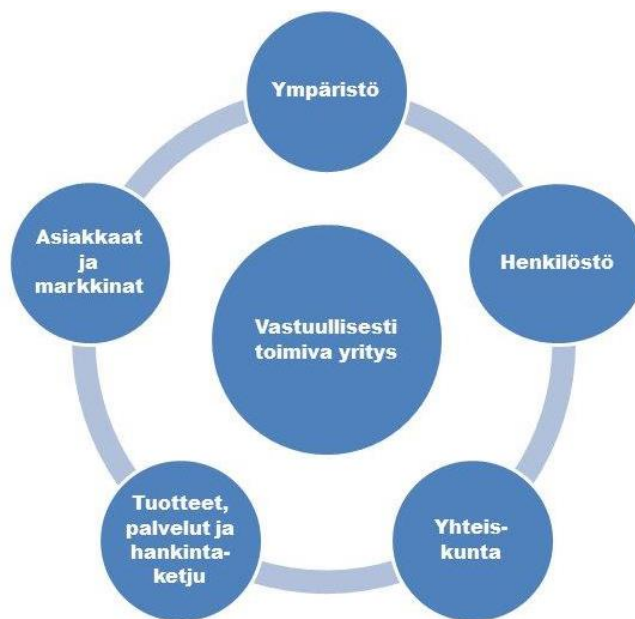 Ympäristö
Henkilöstö
Yhteis-
kunta
Tuotteet,
palvelut ja
hankinta-
ketju
Asiakkaat
ja
markkinat
Vastuullisesti
toimiva yritys